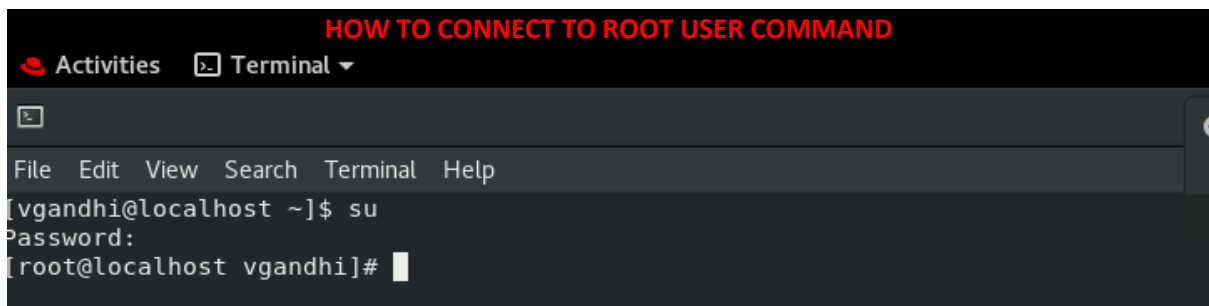 HOW TO CONNECT TO ROOT USER COMMAND
Activities Terminal
File Edit View Search Terminal Help
[vgandhi@localhost ~]$ su
Password:
[root@localhost vgandhi]#